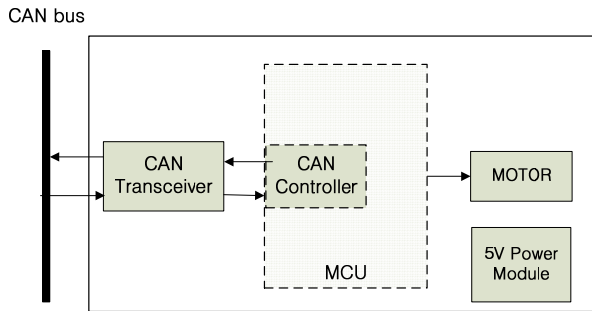 CAN bus
CAN
Transceiver
CAN
Controller
MCU
MOTOR
5V Power
Module